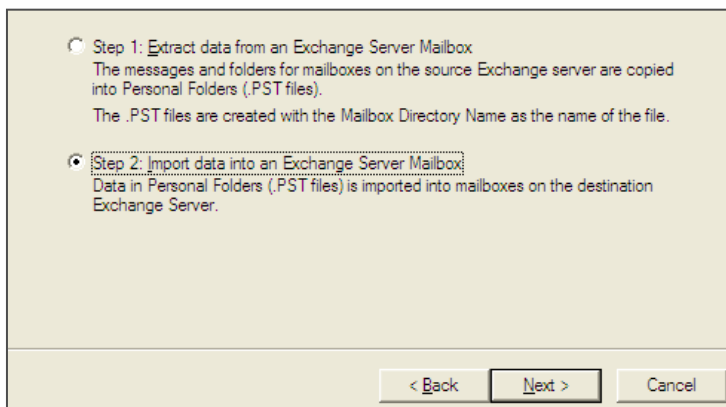 Step 1: Extract data from an Exchange Server Mailbox
The messages and folders for mailboxes on the source Exchange server are copied
into Personal Folders (.PST files).
The .PST files are created with the Mailbox Directory Name as the name of the file.
Step 2: Import data into an Exchange Server Mailbox
Data in Personal Folders (.PST files) is imported into mailboxes on the destination
Exchange Server.
< Back Next > Cancel